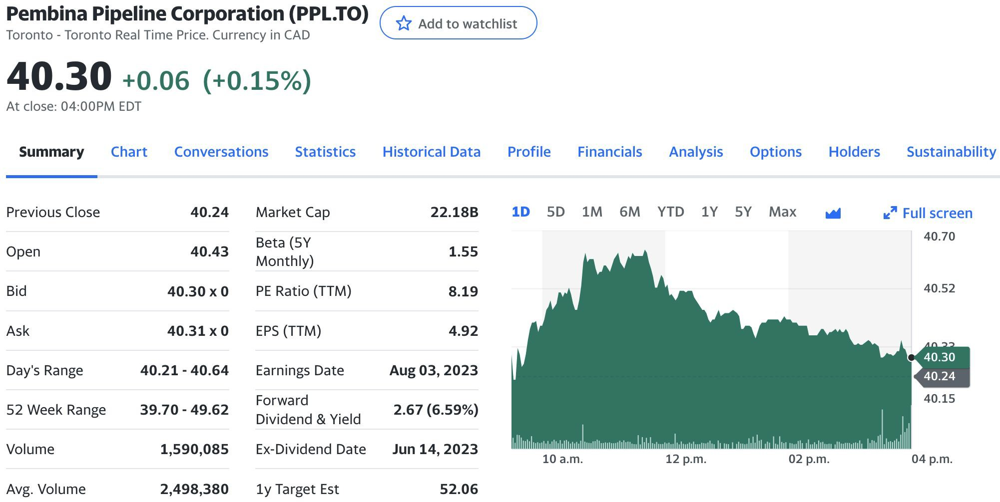 Pembina Pipeline Corporation (PPL.TO)
Add to watchlist
Toronto - Toronto Real Time Price. Currency in CAD
40.30 +0.06 (+0.15%)
At close: 04:00PM EDT
Summary Chart Conversations Statistics Historical Data Profile Financials Analysis Options Holders Sustainability
Previous Close 40.24
Open 40.43
Bid 40.30 x 0
Ask 40.31 x 0
Day's Range 40.21 - 40.64
52 Week Range 39.70 - 49.62
Volume 1,590,085
Avg. Volume 2,498,380
Market Cap 22.18B
Beta (5Y
Monthly) 1.55
PE Ratio (TTM) 8.19
EPS (TTM) 4.92
Earnings Date Aug 03, 2023
Forward
Dividend & Yield 2.67 (6.59%)
Ex-Dividend Date Jun 14, 2023
1y Target Est 52.06
1D 5D 1M 6M YTD 1Y 5Y Max Full screen
40.70
40.52
40.33
40.30
40.24
40.15
10 a.m. 12 p.m. 02 p.m. 04 p.m.